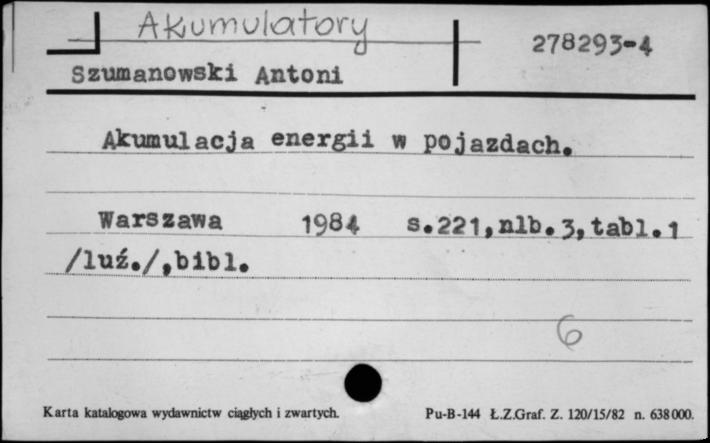 Akumulatory
278293-4
Szumanowski Antoni
Akumulacja energii w pojazdach.
Warszawa 1984 s.221,nlb.3,tabl.1
/luź./,bibl.
6
Karta katalogowa wydawnictw ciągłych i zwartych. Pu-B-144 Ł.Z.Graf. Z. 120/15/82 n. 638000.